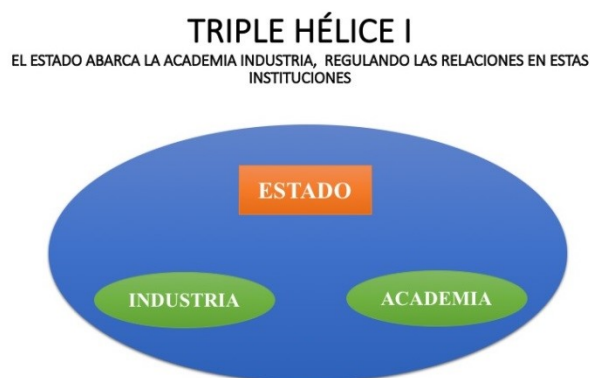 TRIPLE HÉLICE I
EL ESTADO ABARCA LA ACADEMIA INDUSTRIA, REGULANDO LAS RELACIONES EN ESTAS
INSTITUCIONES
ESTADO
INDUSTRIA
ACADEMIA